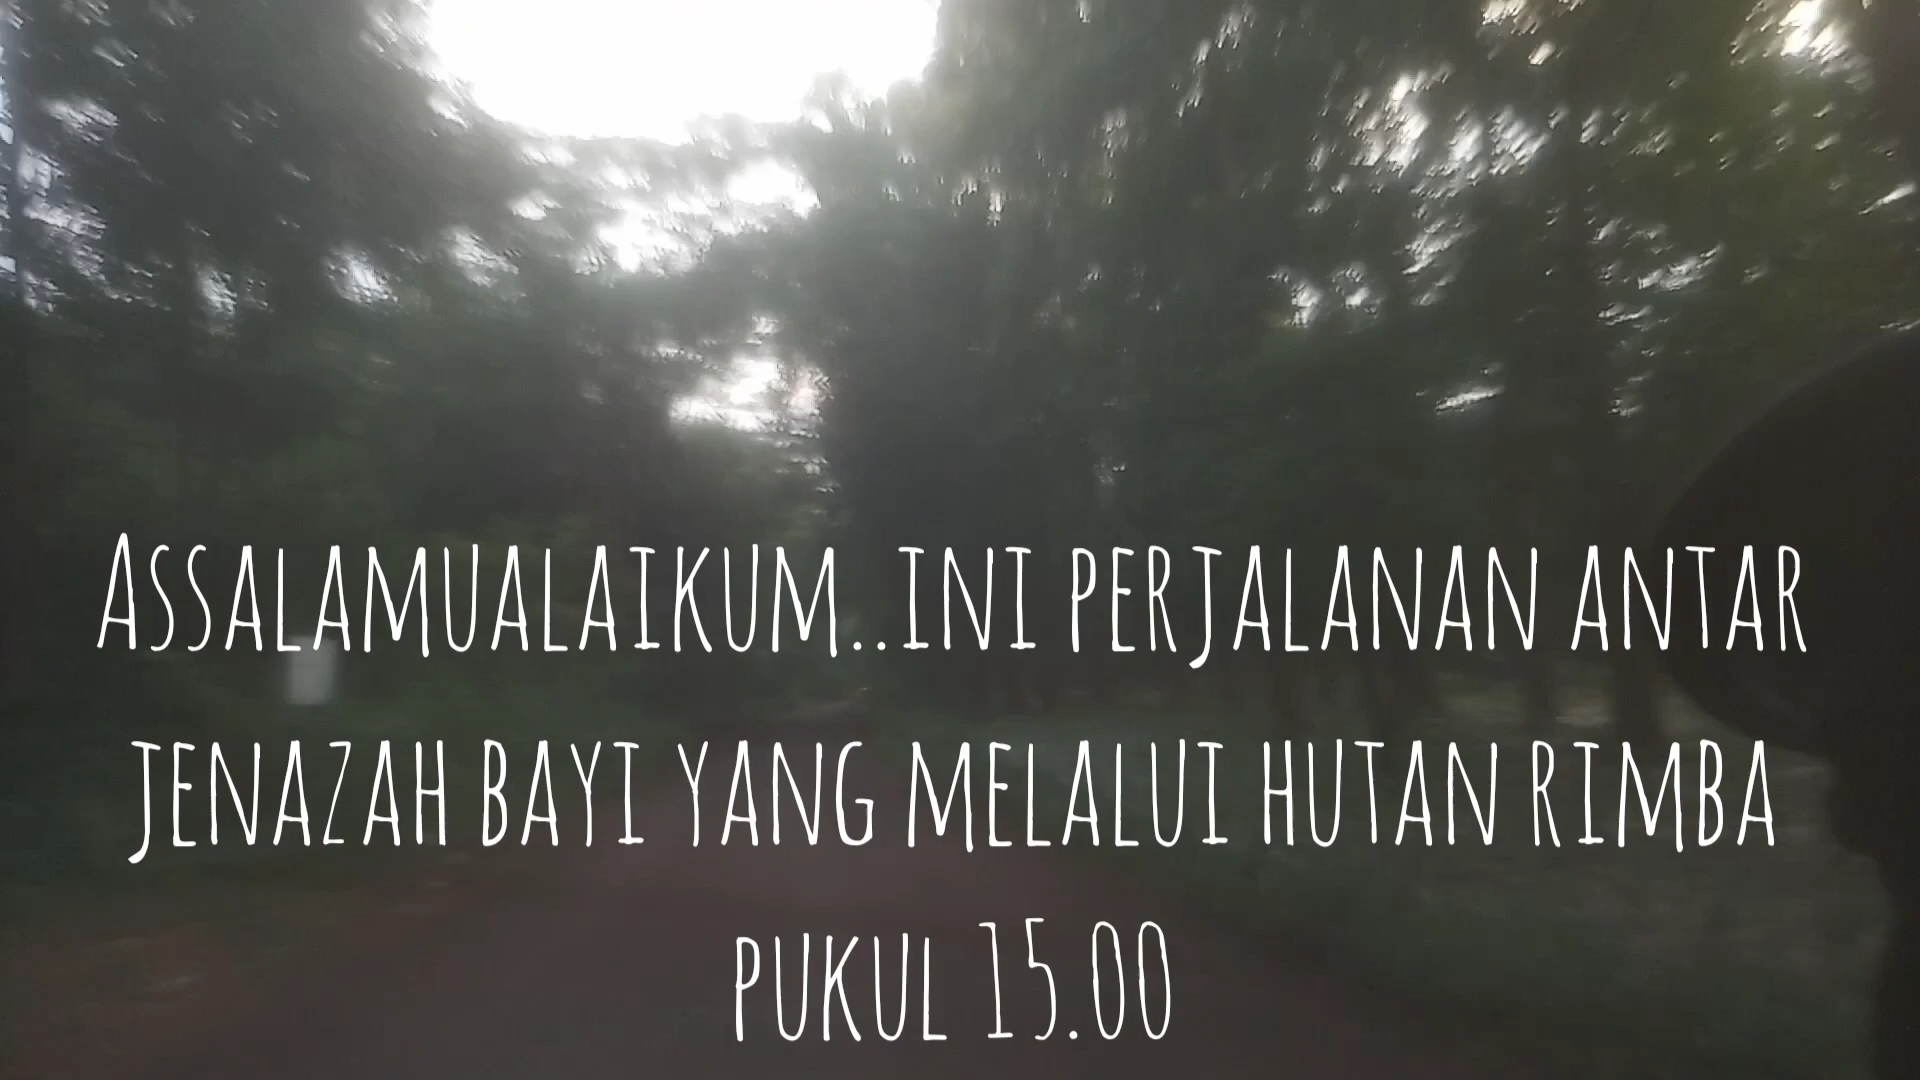 Assalamualaikum..ini perjalanan antar
jenazah bayi yang melalui hutan rimba
pukul 15.00